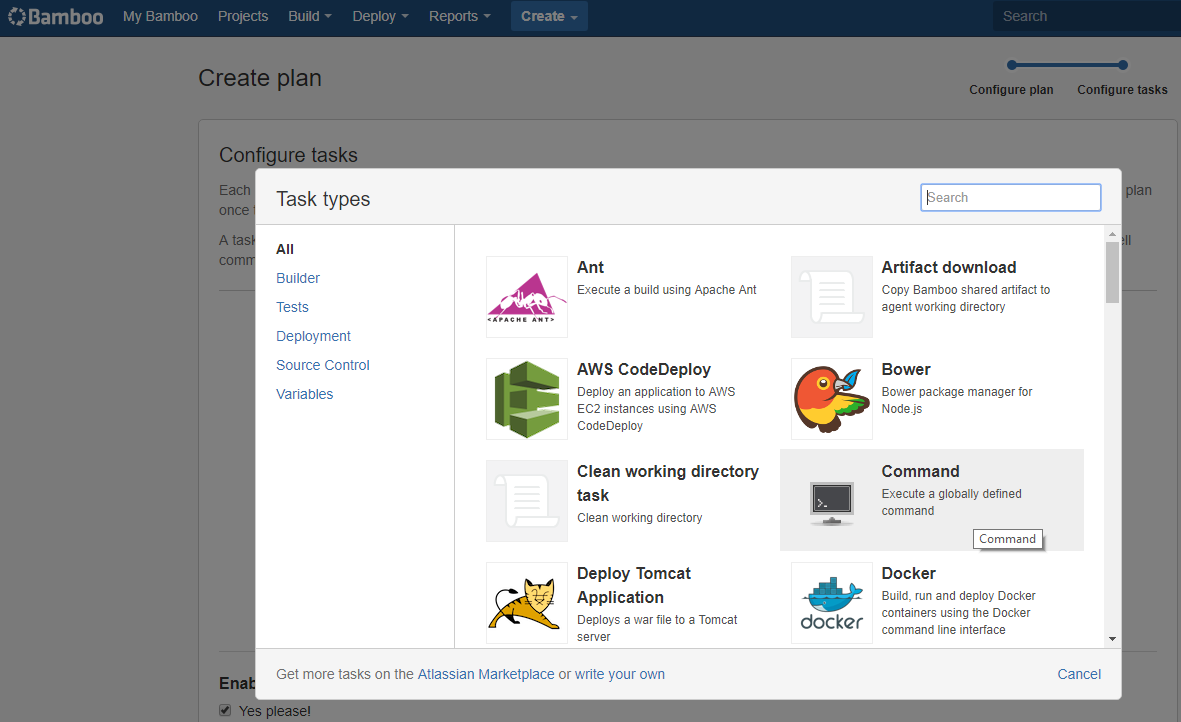 Bamboo My Bamboo Projects Build Deploy Reports Create Search
Create plan
Configure plan Configure tasks
Configure tasks
Each plan
once
A task
comm
Task types
Search
All
Builder
Tests
Deployment
Source Control
Variables
Ant
Execute a build using Apache Ant
<APACHE ANT>
Artifact download
Copy Bamboo shared artifact to
agent working directory
AWS CodeDeploy
Deploy an application to AWS
EC2 instances using AWS
CodeDeploy
Bower
Bower package manager for
Node.js
Clean working directory
task
Clean working directory
Command
Execute a globally defined
command
Command
Deploy Tomcat
Application
Deploys a war file to a Tomcat
server
Docker
Build, run and deploy Docker
containers using the Docker
command line interface
docker
Get more tasks on the Atlassian Marketplace or write your own
Cancel
Enab
Yes please!